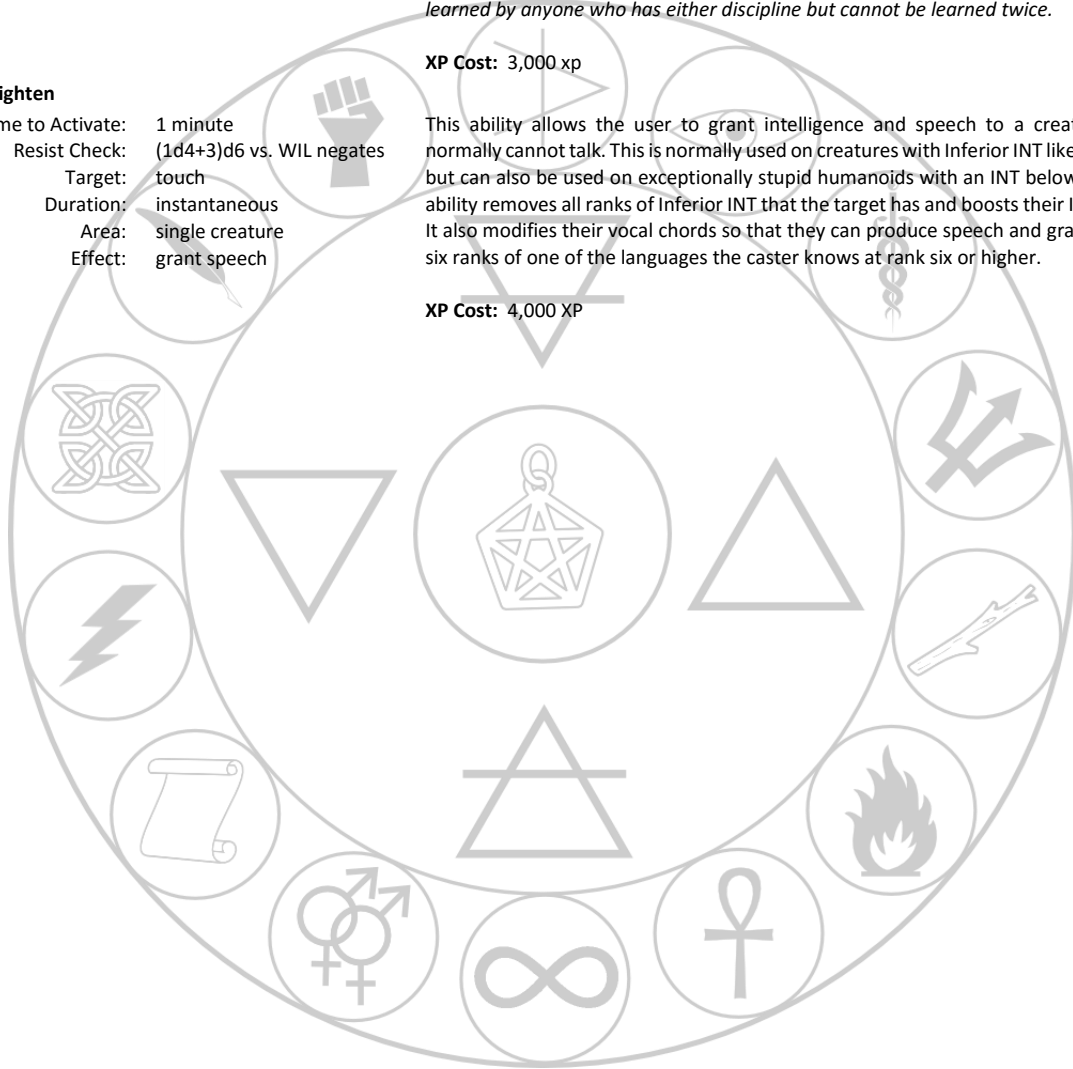 learned by anyone who has either discipline but cannot be learned twice.
XP Cost: 3,000 xp
ighten
me to Activate: 1 minute
Resist Check: (1d4+3)d6 vs. WIL negates
Target: touch
Duration: instantaneous
Area: single creature
Effect: grant speech
This ability allows the user to grant intelligence and speech to a creat
normally cannot talk. This is normally used on creatures with Inferior INT like
but can also be used on exceptionally stupid humanoids with an INT below
ability removes all ranks of Inferior INT that the target has and boosts their I
It also modifies their vocal chords so that they can produce speech and gra
six ranks of one of the languages the caster knows at rank six or higher.
XP Cost: 4,000 XP